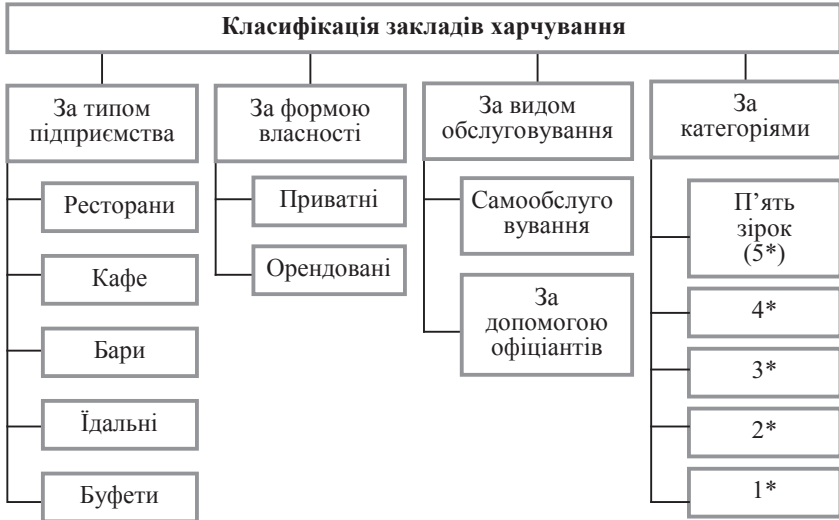 Класифікація закладів харчування
За типом
підприємства
Ресторани
Кафе
Бари
Їдальні
Буфети
За формою
власності
Приватні
Орендовані
За видом
обслуговування
Самообслуго
вування
За
допомогою
офіціантів
За
категоріями
П’ять
зірок
(5*)
4*
3*
2*
1*